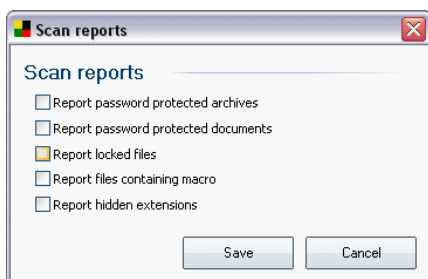 Scan reports
Scan reports
Report password protected archives
Report password protected documents
Report locked files
Report files containing macro
Report hidden extensions
Save Cancel